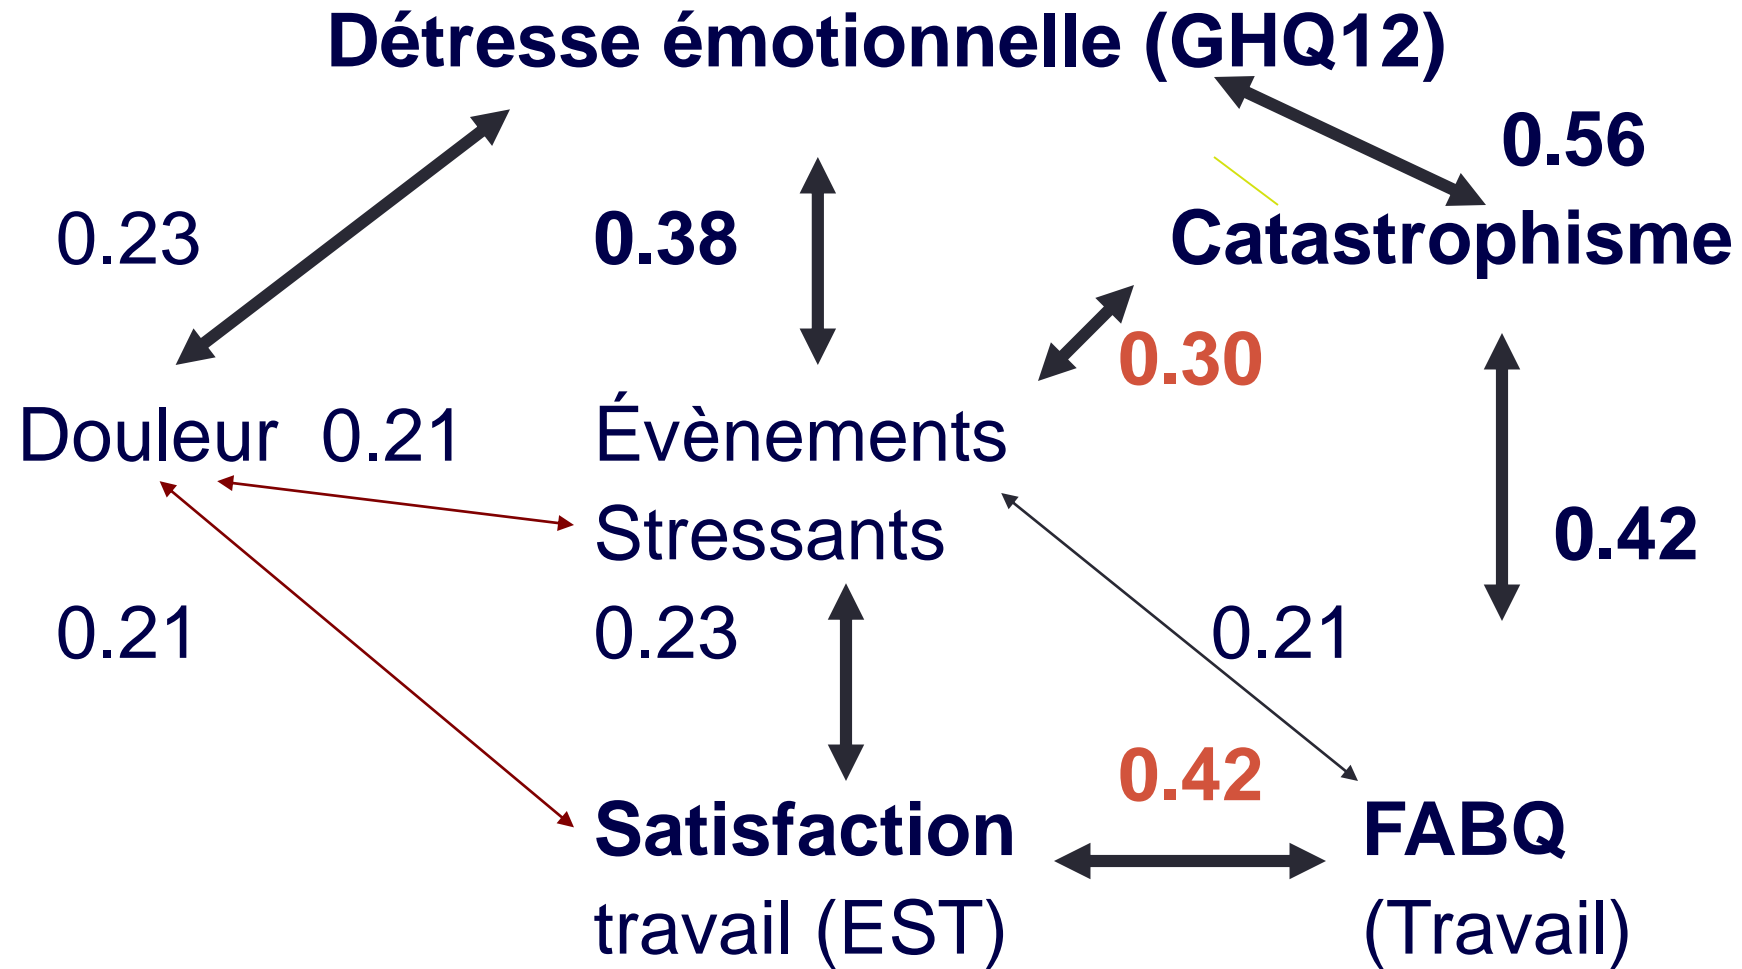 Détresse émotionnelle (GHQ12)
0.56
0.23 0.38 Catastrophisme
0.30
Douleur 0.21 Évènements
Stressants 0.42
0.21 0.23 0.21
0.42
Satisfaction FABQ
travail (EST) (Travail)